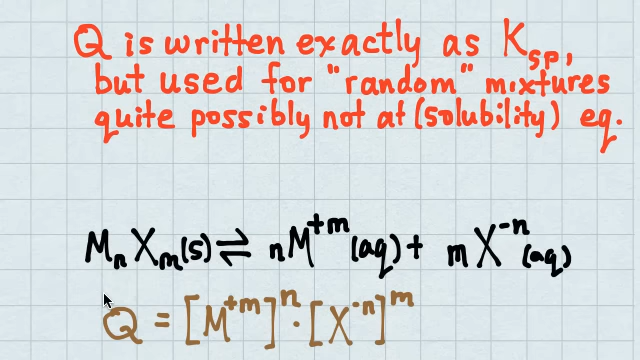 Q is written exactly as Ksp,
but used for "random" mixtures
quite possibly not at (solubility) eq.
MnXm(s) ⇌ nM⁺ᵐ(aq) + mX⁻ⁿ(aq)
Q = [M⁺ᵐ]ⁿ · [X⁻ⁿ]ᵐ